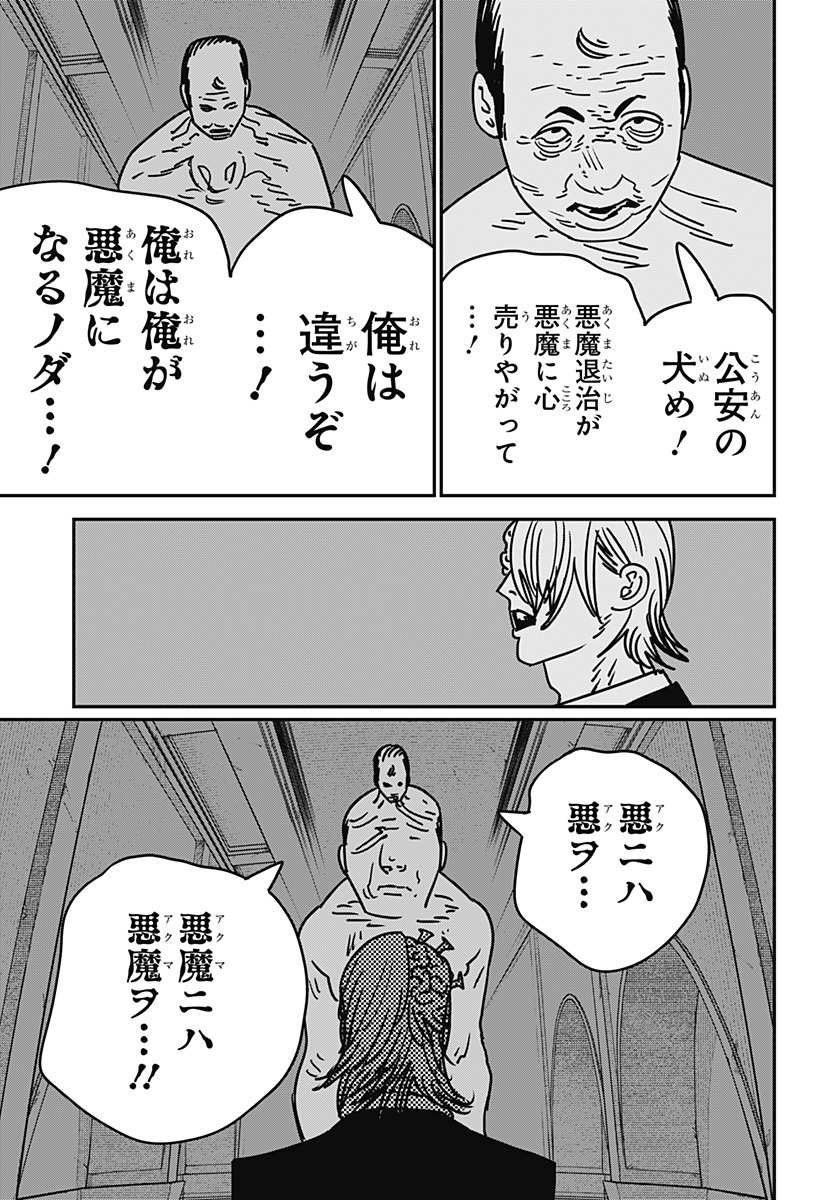 公安の
犬め！
悪魔退治が
悪魔に心
売りやがって
…！
俺は
違うぞ
…！
俺は俺が
悪魔に
なるノダ…！
悪ニハ
悪ヲ…
悪魔ニハ
悪魔ヲ…!!